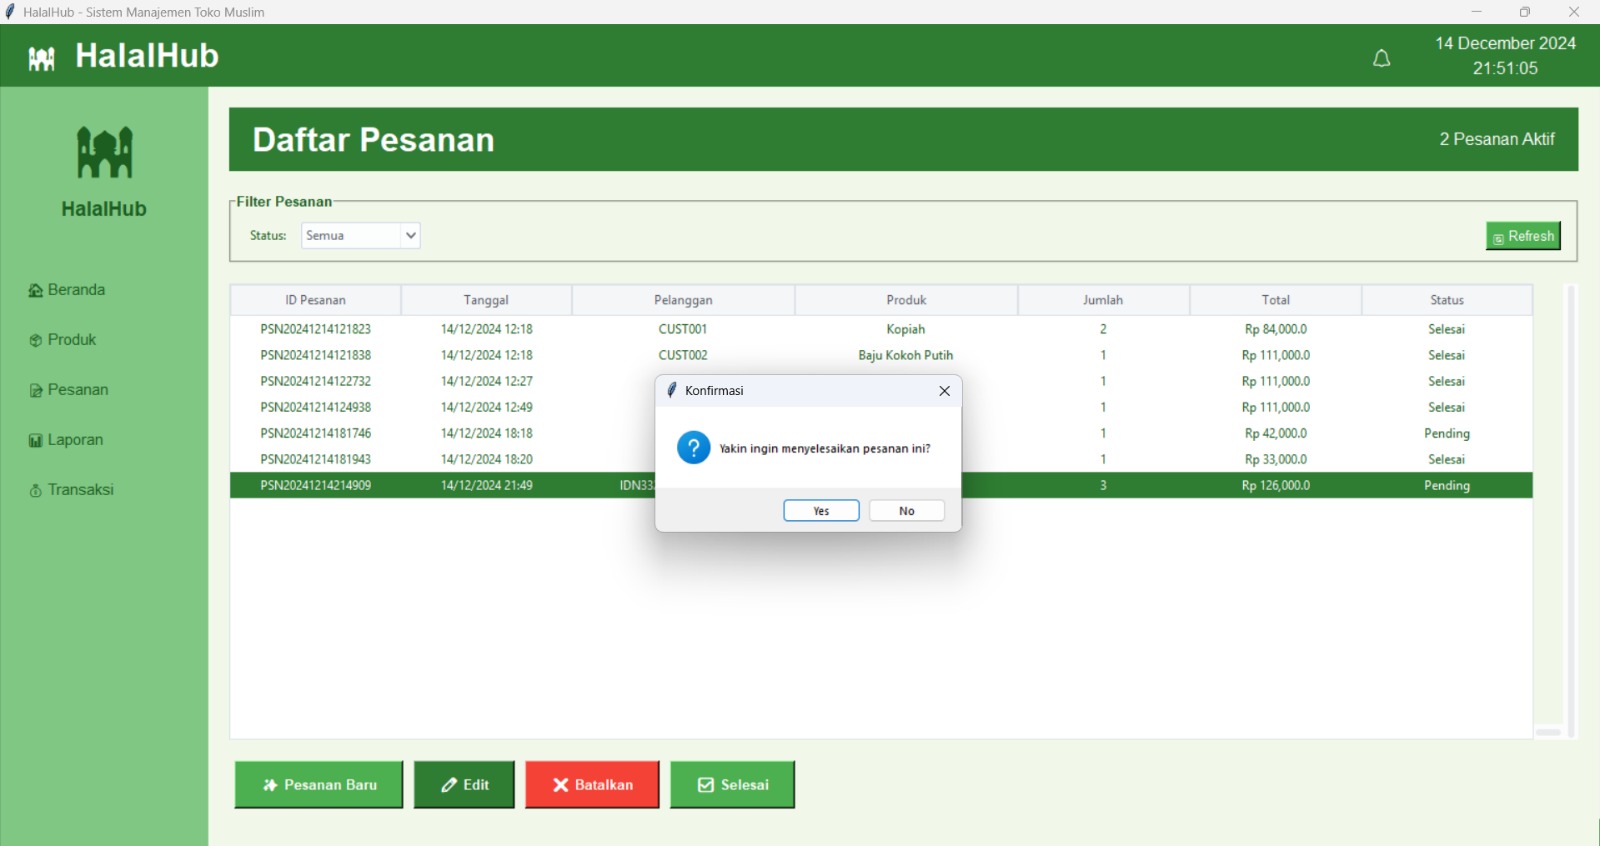 HalalHub - Sistem Manajemen Toko Muslim
HalalHub
14 December 2024
21:51:05
HalalHub
Beranda
Produk
Pesanan
Laporan
Transaksi
Daftar Pesanan
2 Pesanan Aktif
Filter Pesanan
Status: Semua
Refresh
ID Pesanan Tanggal Pelanggan Produk Jumlah Total Status
PSN20241214121823 14/12/2024 12:18 CUST001 Kopiah 2 Rp 84,000.0 Selesai
PSN20241214121838 14/12/2024 12:18 CUST002 Baju Kokoh Putih 1 Rp 111,000.0 Selesai
PSN20241214122732 14/12/2024 12:27 1 Rp 111,000.0 Selesai
PSN20241214124938 14/12/2024 12:49 1 Rp 111,000.0 Selesai
PSN20241214181746 14/12/2024 18:18 1 Rp 42,000.0 Pending
PSN20241214181943 14/12/2024 18:20 1 Rp 33,000.0 Selesai
PSN20241214214909 14/12/2024 21:49 3 Rp 126,000.0 Pending
Konfirmasi
Yakin ingin menyelesaikan pesanan ini?
Yes No
Pesanan Baru Edit Batalkan Selesai